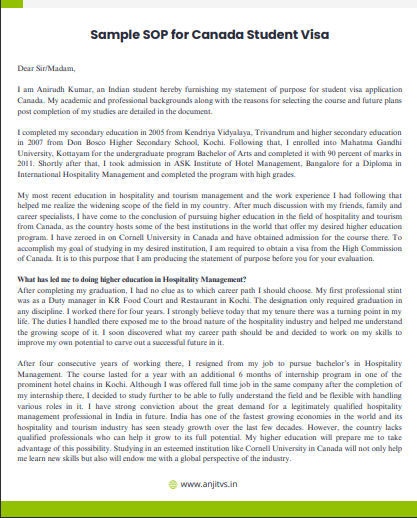 Sample SOP for Canada Student Visa
Dear Sir/Madam,
I am Anirudh Kumar, an Indian student hereby furnishing my statement of purpose for student visa application
Canada. My academic and professional backgrounds along with the reasons for selecting the course and future plans
post completion of my studies are detailed in the document.
I completed my secondary education in 2005 from Kendriya Vidyalaya, Trivandrum and higher secondary education
in 2007 from Don Bosco Higher Secondary School, Kochi. Following that, I enrolled into Mahatma Gandhi
University, Kottayam for the undergraduate program Bachelor of Arts and completed it with 90 percent of marks in
2011. Shortly after that, I took admission in ASK Institute of Hotel Management, Bangalore for a Diploma in
International Hospitality Management and completed the program with high grades.
My most recent education in hospitality and tourism management and the work experience I had following that
helped me realize the widening scope of the field in my country. After much discussion with my friends, family and
career specialists, I have come to the conclusion of pursuing higher education in the field of hospitality and tourism
from Canada, as the country hosts some of the best institutions in the world that offer my desired higher education
program. I have zeroed in on Cornell University in Canada and have obtained admission for the course there. To
accomplish my goal of studying in my desired country, I am required to obtain a visa from the High Commission
of Canada. It is to this purpose that I am producing the statement of purpose before you for your evaluation.
What has led me to doing higher education in Hospitality Management?
After completing my graduation, I had no clue as to which career path I should choose. My first professional stint
was as a Duty manager in KR Food Court and Restaurant in Kochi. The designation only required graduation in
any discipline. I worked there for four years. I strongly believe today that my tenure there was a turning point in my
life. The duties I handled there exposed me to the broad nature of the hospitality industry and helped me understand
the growing scope of it. I soon discovered what my career path should be and decided to work on my skills to
improve my own potential to carve out a successful future in it.
After four consecutive years of working there, I resigned from my job to pursue bachelor's in Hospitality
Management. The course lasted for a year with an additional 6 months of internship program in one of the
prominent hotel chains in Kochi. Although I was offered full time job in the same company after the completion of
my internship there, I decided to study further to be able to fully understand the field and be flexible with handling
various roles in it. I have strong conviction about the great demand for a legitimately qualified hospitality
management professional in India in future. India has one of the fastest growing economies in the world and its
hospitality and tourism industry has seen steady growth over the last few decades. However, the country lacks
qualified professionals who can help it grow to its full potential. My higher education will prepare me to take
advantage of this possibility. Studying in an esteemed institution like Cornell University in Canada will not only help
me learn new skills but also will endow me with a global perspective of the industry.
www.anjitvs.in